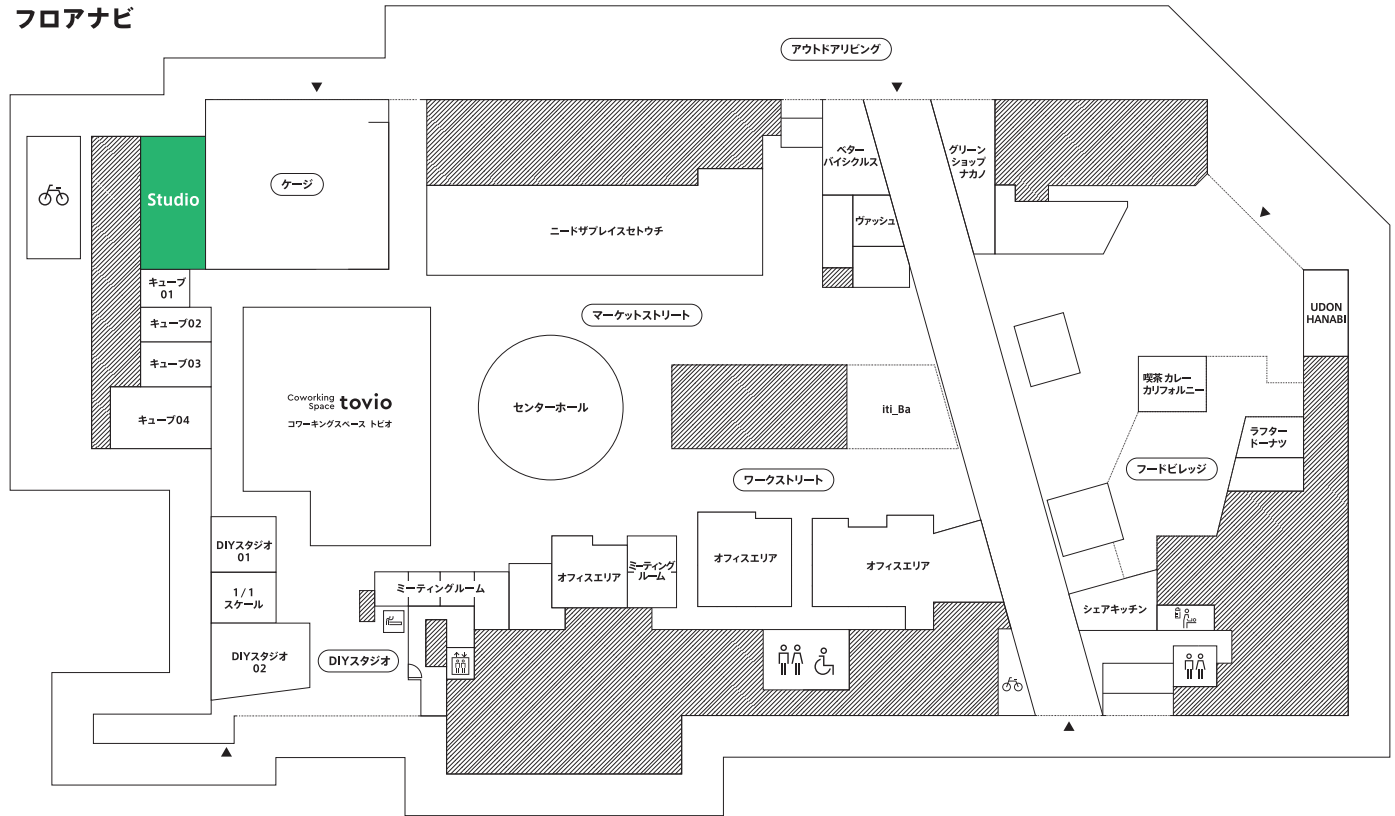 フロアナビ
アウトドアリビング
Studio
ケージ
ベター
バイシクルス
グリーン
ショップ
ナカノ
ヴァッシュ
ニードザプレイスセトウチ
キューブ
01
キューブ02
キューブ03
キューブ04
マーケットストリート
UDON
HANABI
Coworking
Space tovio
コワーキングスペース トビオ
センターホール
iti_Ba
喫茶 カレー
カリフォルニー
ラフター
ドーナツ
フードビレッジ
ワークストリート
DIYスタジオ
01
1 / 1
スケール
DIYスタジオ
02
DIYスタジオ
ミーティングルーム
オフィスエリア
ミーティング
ルーム
オフィスエリア
オフィスエリア
シェアキッチン